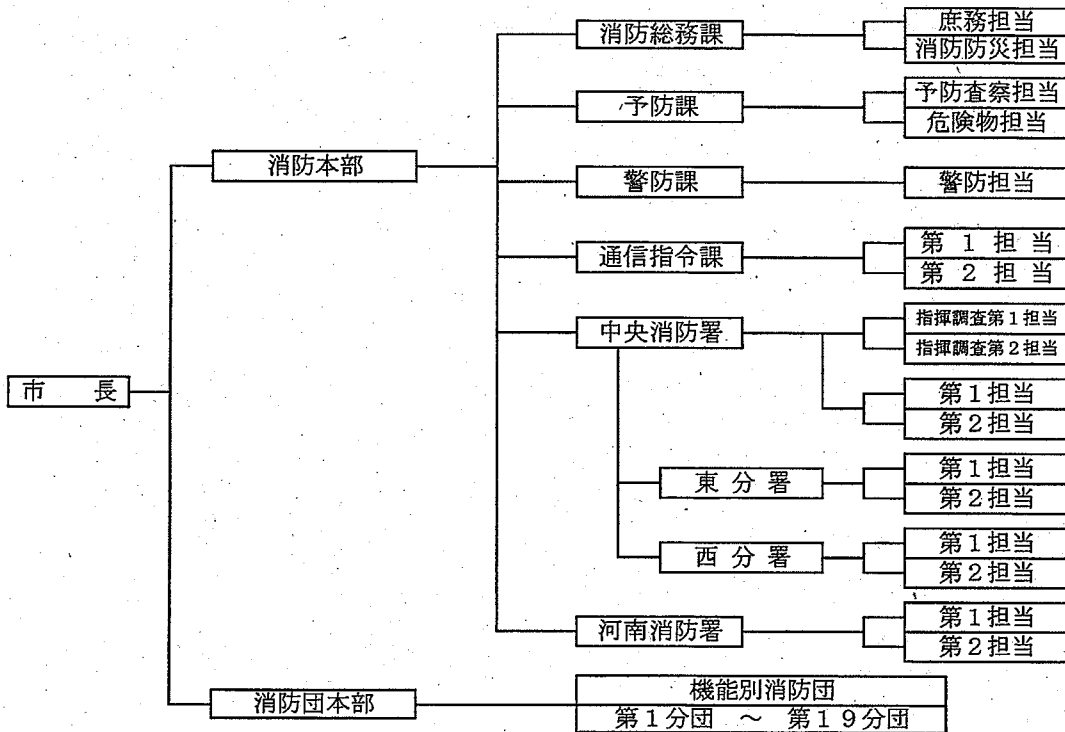 消防総務課
庶務担当
消防防災担当
予防課
予防査察担当
危険物担当
消防本部
警防課
警防担当
通信指令課
第１担当
第２担当
中央消防署
指揮調査第１担当
指揮調査第２担当
市長
第１担当
第２担当
東分署
第１担当
第２担当
西分署
第１担当
第２担当
河南消防署
第１担当
第２担当
消防団本部
機能別消防団
第１分団 ～ 第１９分団